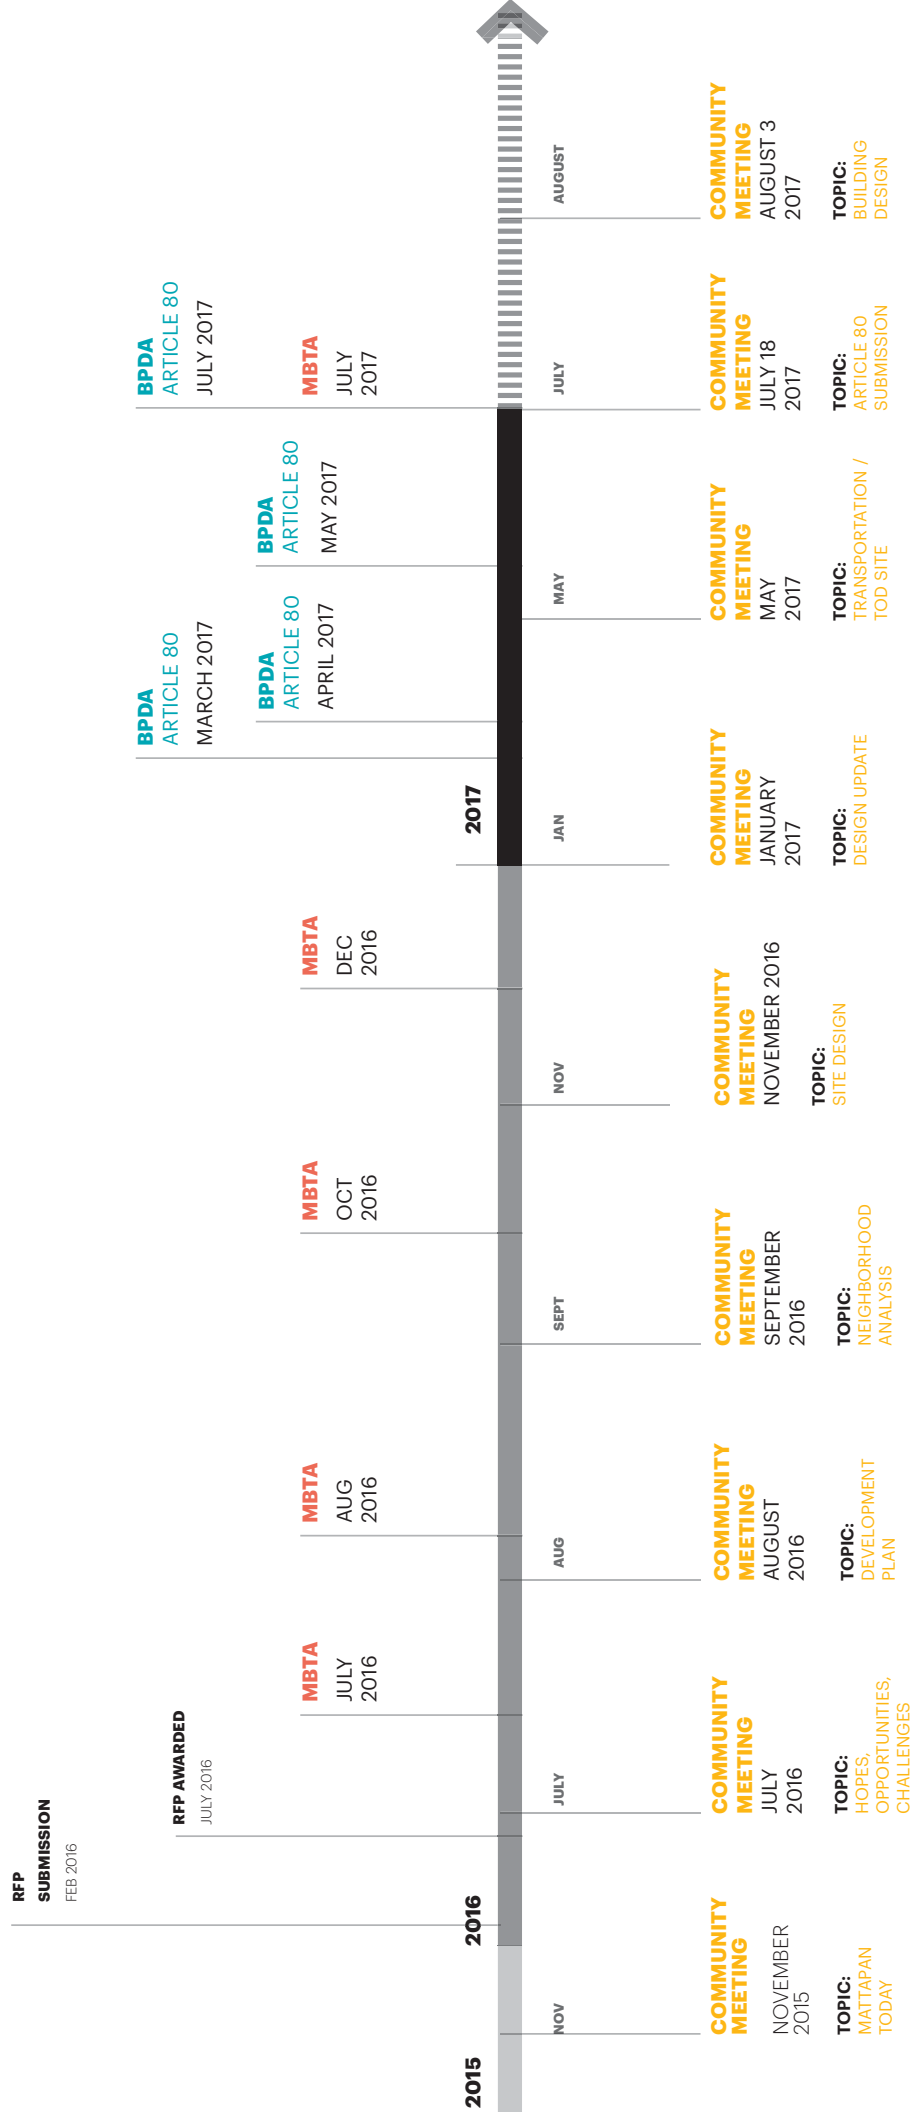 RFP
SUBMISSION
FEB 2016
RFP AWARDED
JULY 2016
BPDA
ARTICLE 80
MARCH 2017
BPDA
ARTICLE 80
JULY 2017
BPDA
ARTICLE 80
APRIL 2017
BPDA
ARTICLE 80
MAY 2017
MBTA
JULY
2016
MBTA
AUG
2016
MBTA
OCT
2016
MBTA
DEC
2016
MBTA
JULY
2017
2015
2016
2017
NOV
JULY
AUG
SEPT
NOV
JAN
MAY
JULY
AUGUST
COMMUNITY
MEETING
NOVEMBER
2015
TOPIC:
MATTAPAN
TODAY
COMMUNITY
MEETING
JULY
2016
TOPIC:
HOPES,
OPPORTUNITIES,
CHALLENGES
COMMUNITY
MEETING
AUGUST
2016
TOPIC:
DEVELOPMENT
PLAN
COMMUNITY
MEETING
SEPTEMBER
2016
TOPIC:
NEIGHBORHOOD
ANALYSIS
COMMUNITY
MEETING
NOVEMBER 2016
TOPIC:
SITE DESIGN
COMMUNITY
MEETING
JANUARY
2017
TOPIC:
DESIGN UPDATE
COMMUNITY
MEETING
MAY
2017
TOPIC:
TRANSPORTATION /
TOD SITE
COMMUNITY
MEETING
JULY 18
2017
TOPIC:
ARTICLE 80
SUBMISSION
COMMUNITY
MEETING
AUGUST 3
2017
TOPIC:
BUILDING
DESIGN